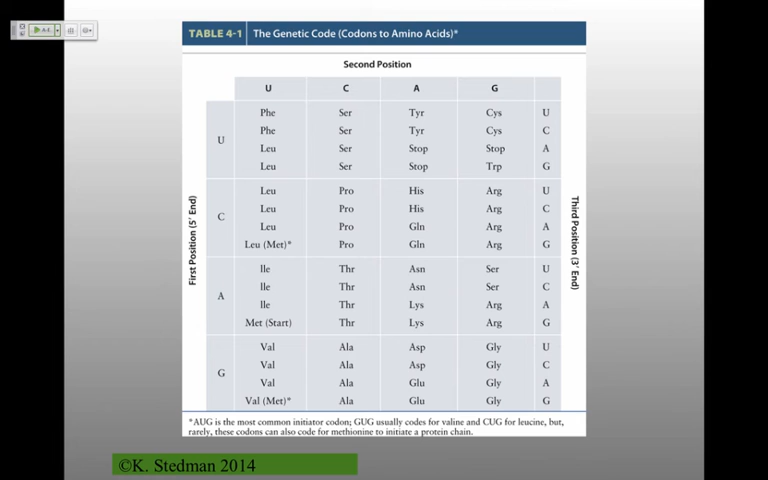 TABLE 4-1 The Genetic Code (Codons to Amino Acids)*
Second Position
U C A G
First Position (5′ End)
U
Phe Ser Tyr Cys U
Phe Ser Tyr Cys C
Leu Ser Stop Stop A
Leu Ser Stop Trp G
C
Leu Pro His Arg U
Leu Pro His Arg C
Leu Pro Gln Arg A
Leu (Met)* Pro Gln Arg G
A
Ile Thr Asn Ser U
Ile Thr Asn Ser C
Ile Thr Lys Arg A
Met (Start) Thr Lys Arg G
G
Val Ala Asp Gly U
Val Ala Asp Gly C
Val Ala Glu Gly A
Val (Met)* Ala Glu Gly G
Third Position (3′ End)
*AUG is the most common initiator codon; GUG usually codes for valine and CUG for leucine, but,
rarely, these codons can also code for methionine to initiate a protein chain.
©K. Stedman 2014